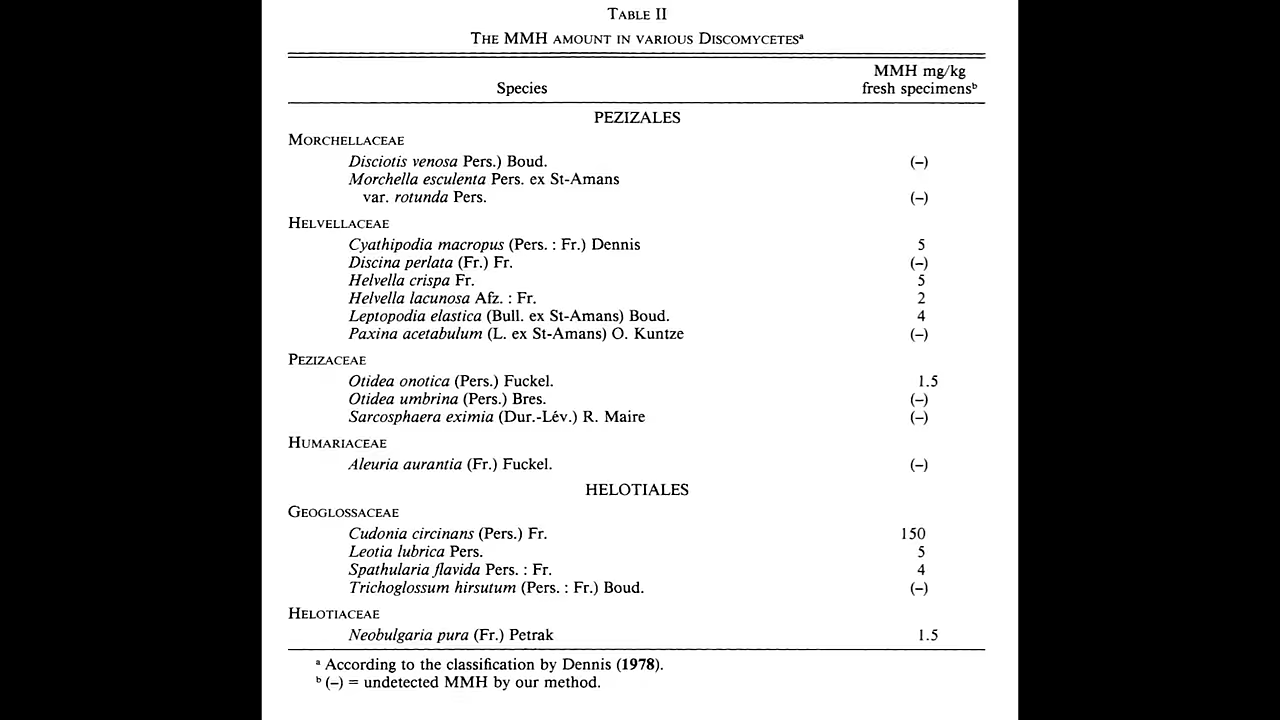 TABLE II
THE MMH AMOUNT IN VARIOUS DISCOMYCETESª
Species MMH mg/kg fresh specimensᵇ
PEZIZALES
MORCHELLACEAE
Disciotis venosa Pers.) Boud. (–)
Morchella esculenta Pers. ex St-Amans
var. rotunda Pers. (–)
HELVELLACEAE
Cyathipodia macropus (Pers. : Fr.) Dennis 5
Discina perlata (Fr.) Fr. (–)
Helvella crispa Fr. 5
Helvella lacunosa Afz. : Fr. 2
Leptopodia elastica (Bull. ex St-Amans) Boud. 4
Paxina acetabulum (L. ex St-Amans) O. Kuntze (–)
PEZIZACEAE
Otidea onotica (Pers.) Fuckel. 1.5
Otidea umbrina (Pers.) Bres. (–)
Sarcosphaera eximia (Dur.-Lév.) R. Maire (–)
HUMARIACEAE
Aleuria aurantia (Fr.) Fuckel. (–)
HELOTIALES
GEOGLOSSACEAE
Cudonia circinans (Pers.) Fr. 150
Leotia lubrica Pers. 5
Spathularia flavida Pers. : Fr. 4
Trichoglossum hirsutum (Pers. : Fr.) Boud. (–)
HELOTIACEAE
Neobulgaria pura (Fr.) Petrak 1.5
ª According to the classification by Dennis (1978).
ᵇ (–) = undetected MMH by our method.